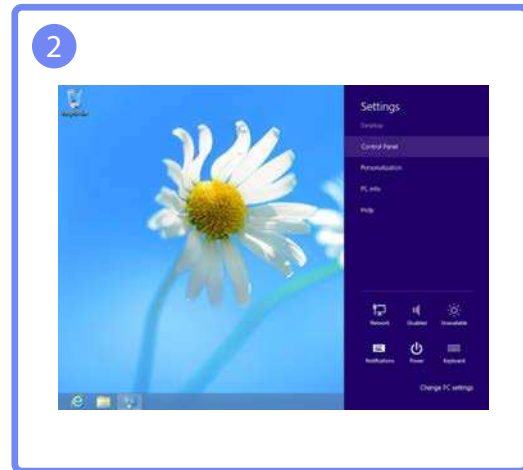 2
Settings
Desktop
Control Panel
Personalization
PC info
Help
Network
Disabled
Unavailable
Notifications
Power
Keyboard
Change PC settings